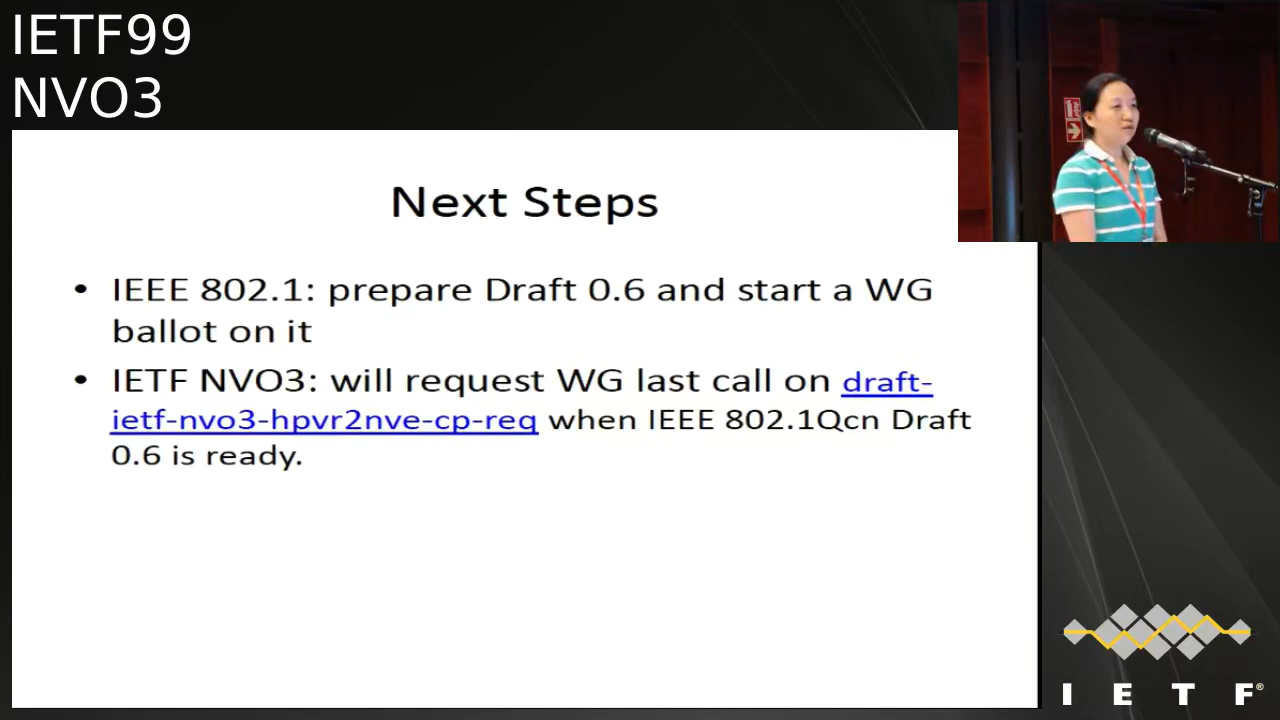 IETF99
NVO3
Next Steps
• IEEE 802.1: prepare Draft 0.6 and start a WG
ballot on it
• IETF NVO3: will request WG last call on draft-
ietf-nvo3-hpvr2nve-cp-req when IEEE 802.1Qcn Draft
0.6 is ready.
I E T F®